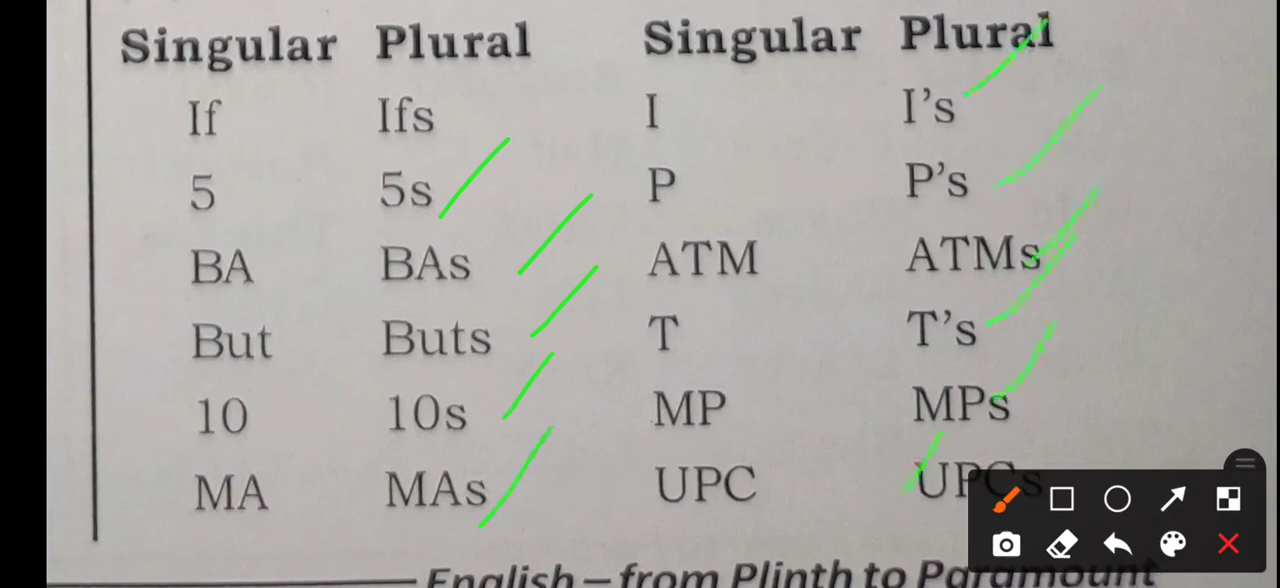 Singular Plural Singular Plural
If Ifs I I's
5 5s P P's
BA BAs ATM ATMs
But Buts T T's
10 10s MP MPs
MA MAs UPC UPCs
English – from Plinth to Paramount